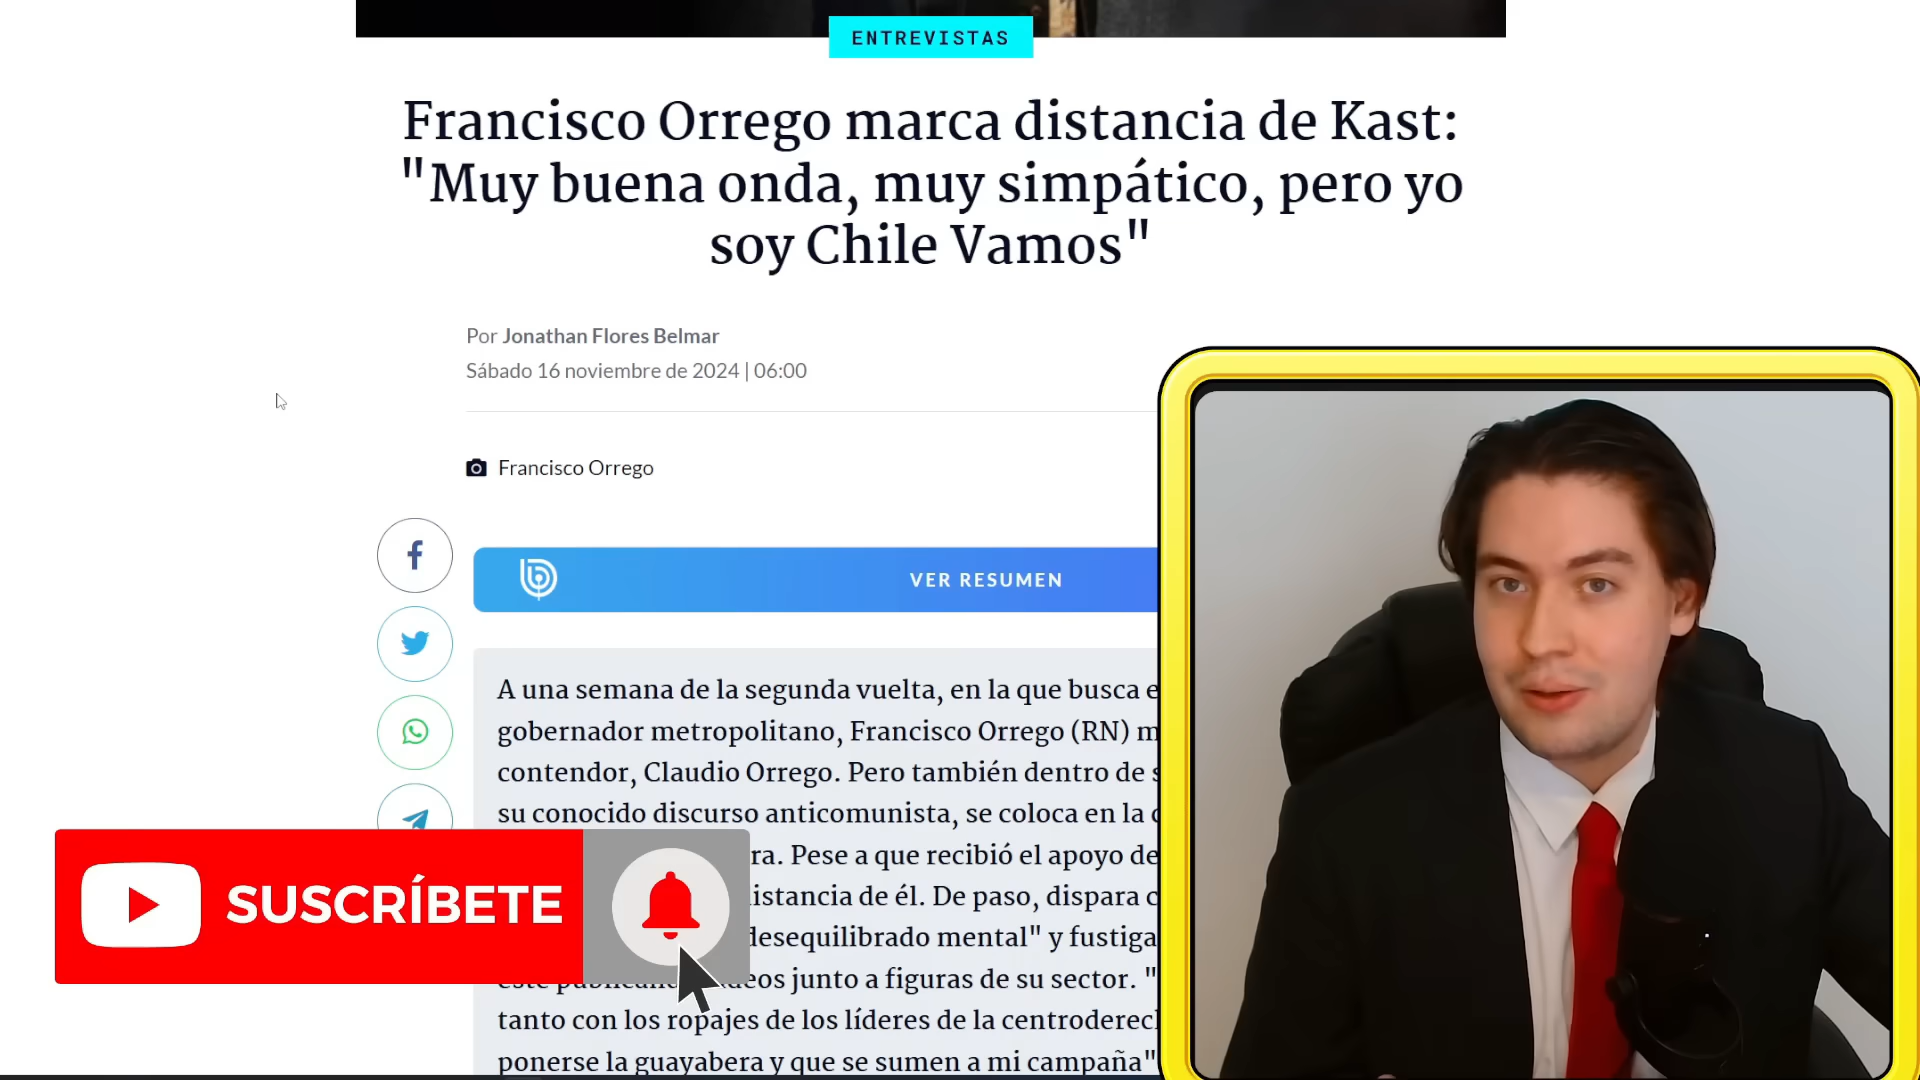 ENTREVISTAS
Francisco Orrego marca distancia de Kast:
"Muy buena onda, muy simpático, pero yo
soy Chile Vamos"
Por Jonathan Flores Belmar
Sábado 16 noviembre de 2024 | 06:00
Francisco Orrego
VER RESUMEN
A una semana de la segunda vuelta, en la que busca
gobernador metropolitano, Francisco Orrego (RN)
contendor, Claudio Orrego. Pero también dentro de
su conocido discurso anticomunista, se coloca en la
ra. Pese a que recibió el apoyo de
istancia de él. De paso, dispara
desequilibrado mental" y fustiga
SUSCRÍBETE
eos junto a figuras de su sector. "
tanto con los ropajes de los líderes de la centroderec
ponerse la guayabera y que se sumen a mi campaña"